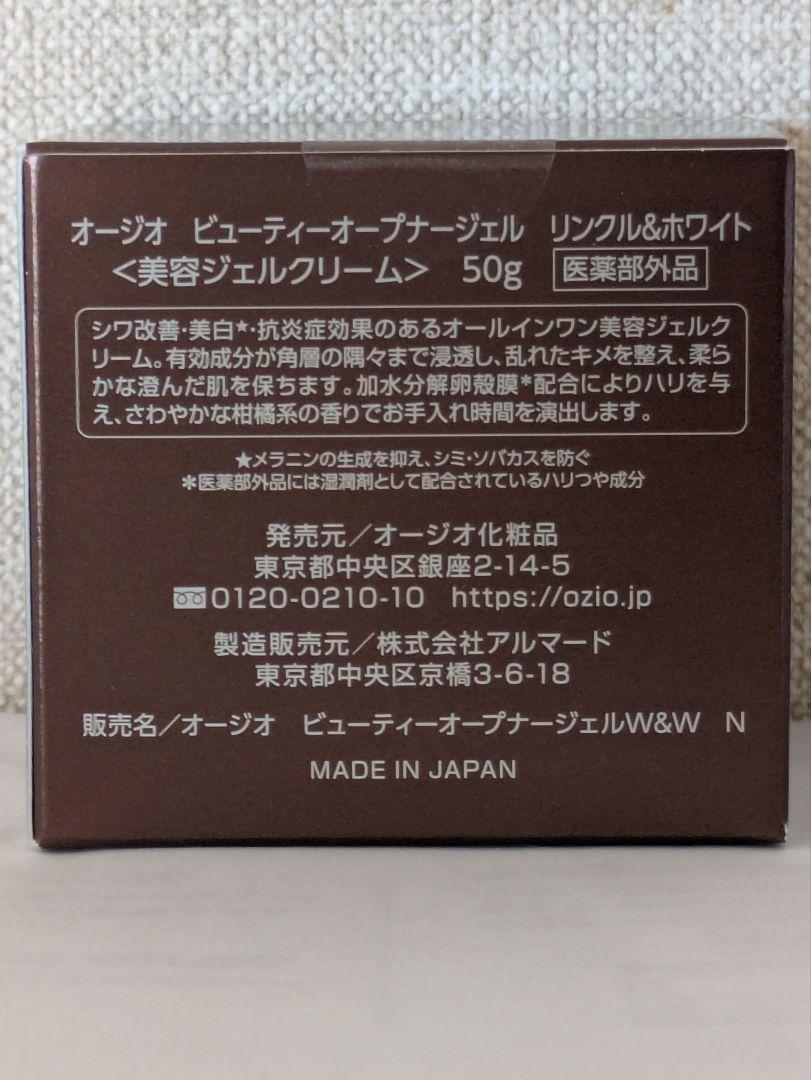 オージオ　ビューティーオープナージェル　リンクル&ホワイト
＜美容ジェルクリーム＞　50g　医薬部外品
シワ改善・美白★・抗炎症効果のあるオールインワン美容ジェルク
リーム。有効成分が角層の隅々まで浸透し、乱れたキメを整え、柔ら
かな澄んだ肌を保ちます。加水分解卵殻膜＊配合によりハリを与
え、さわやかな柑橘系の香りでお手入れ時間を演出します。
★メラニンの生成を抑え、シミ・ソバカスを防ぐ
＊医薬部外品には湿潤剤として配合されているハリつや成分
発売元／オージオ化粧品
東京都中央区銀座2-14-5
0120-0210-10　https://ozio.jp
製造販売元／株式会社アルマード
東京都中央区京橋3-6-18
販売名／オージオ　ビューティーオープナージェルW&W　N
MADE IN JAPAN